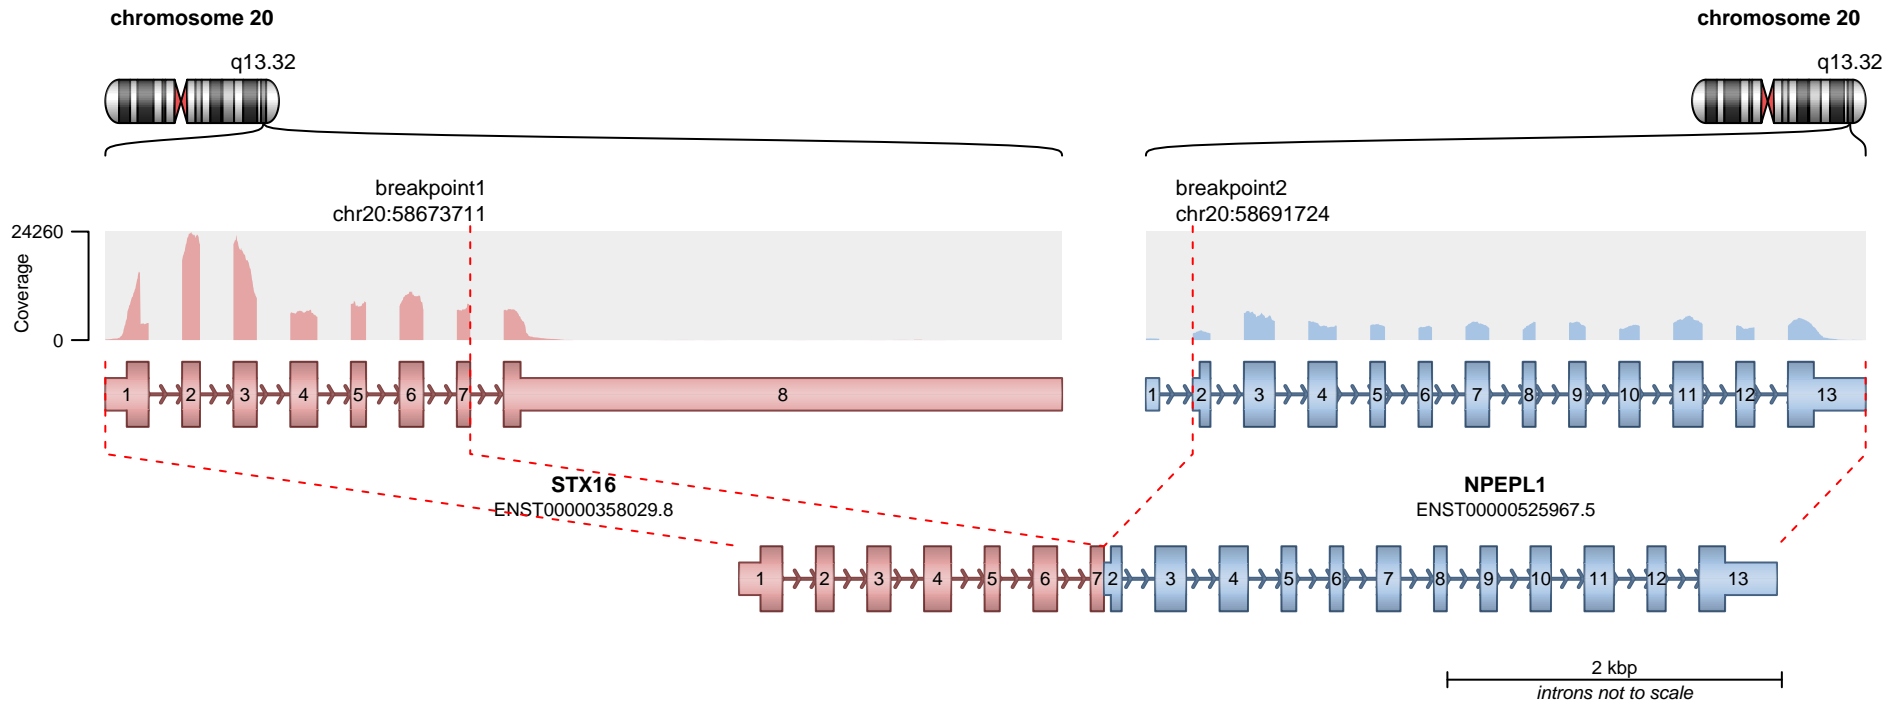 chromosome 20
chromosome 20
q13.32
q13.32
breakpoint1
chr20:58673711
breakpoint2
chr20:58691724
24260
0
Coverage
1 2 3 4 5 6 7 8
1 2 3 4 5 6 7 8 9 10 11 12 13
STX16
ENST00000358029.8
NPEPL1
ENST00000525967.5
1 2 3 4 5 6 7 2 3 4 5 6 7 8 9 10 11 12 13
2 kbp
introns not to scale